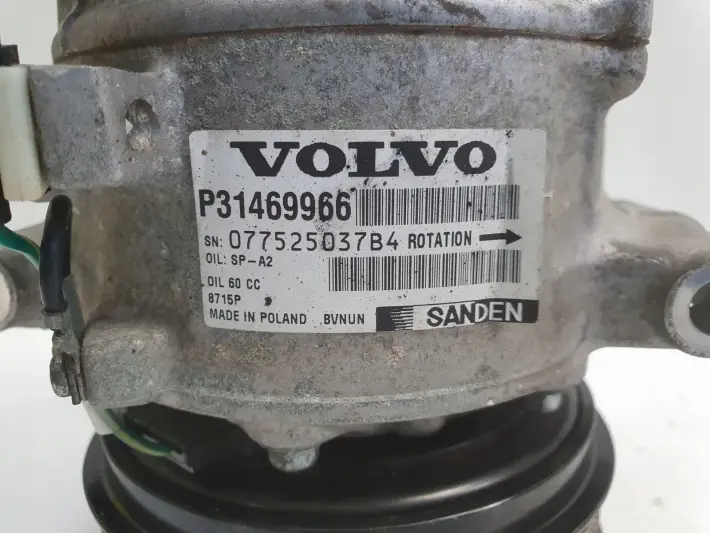 VOLVO
P31469966
SN: 077525037B4 ROTATION
OIL: SP-A2
OIL 60 CC
8715P
MADE IN POLAND BVNUN SANDEN